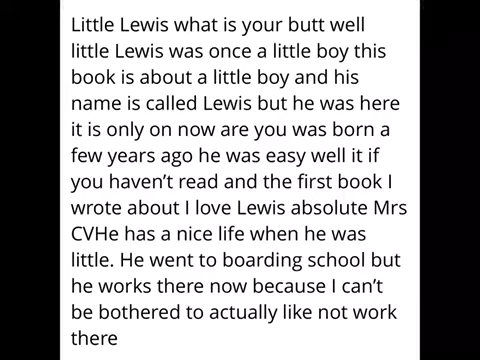 Little Lewis what is your butt well
little Lewis was once a little boy this
book is about a little boy and his
name is called Lewis but he was here
it is only on now are you was born a
few years ago he was easy well it if
you haven’t read and the first book I
wrote about I love Lewis absolute Mrs
CVHe has a nice life when he was
little. He went to boarding school but
he works there now because I can’t
be bothered to actually like not work
there